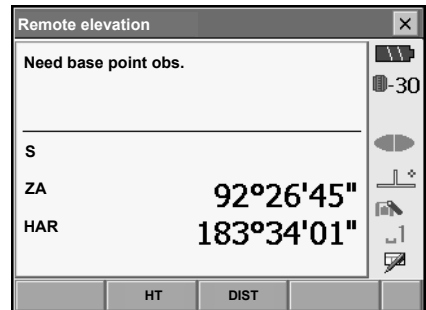 Remote elevation
Need base point obs.
-30
S
ZA 92°26'45"
HAR 183°34'01"
1
HT DIST